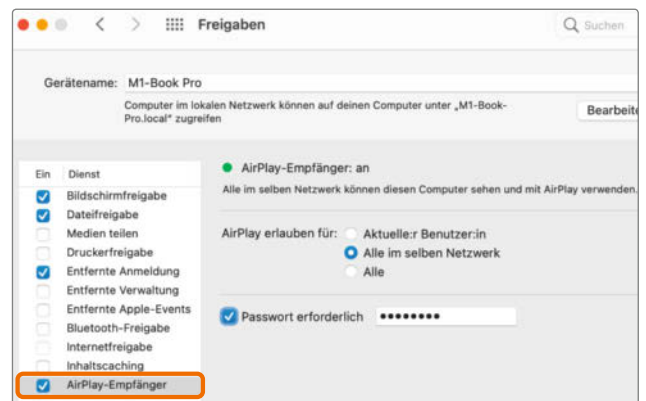 Freigaben
Suchen
Gerätename: M1-Book Pro
Computer im lokalen Netzwerk können auf deinen Computer unter „M1-Book-
Pro.local“ zugreifen
Ein Dienst
Bildschirmfreigabe
Dateifreigabe
Medien teilen
Druckerfreigabe
Entfernte Anmeldung
Entfernte Verwaltung
Entfernte Apple-Events
Bluetooth-Freigabe
Internetfreigabe
Inhaltscaching
AirPlay-Empfänger
AirPlay-Empfänger: an
Alle im selben Netzwerk können diesen Computer sehen und mit AirPlay verwenden.
AirPlay erlauben für: Aktuelle:r Benutzer:in
Alle im selben Netzwerk
Alle
Passwort erforderlich ••••••••